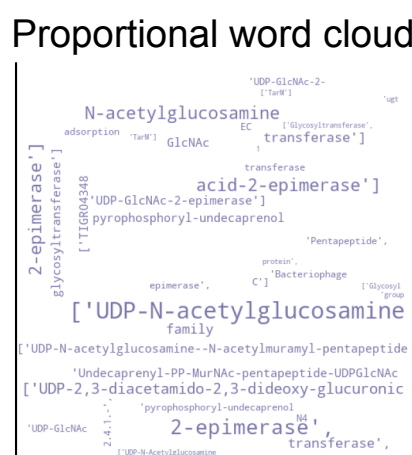 Proportional word cloud
'UDP-GlcNAc-2-
['TarM']
'ugt
N-acetylglucosamine
EC
['Glycosyltransferase',
adsorption
'TarM']
GlcNAc
transferase']
transferase
2-epimerase']
glycosyltransferase']
['TIGR04348
acid-2-epimerase']
'UDP-GlcNAc-2-epimerase']
pyrophosphoryl-undecaprenol
'Pentapeptide',
protein',
'Bacteriophage
epimerase',
C']
['Glycosyl
'group
['UDP-N-acetylglucosamine
family
['UDP-N-acetylglucosamine--N-acetylmuramyl-pentapeptide
'Undecaprenyl-PP-MurNAc-pentapeptide-UDPGlcNAc
['UDP-2,3-diacetamido-2,3-dideoxy-glucuronic
'pyrophosphoryl-undecaprenol
N4
'UDP-GlcNAc
2.4.1.-'
2-epimerase',
transferase',
['UDP-N-Acetylglucosamine